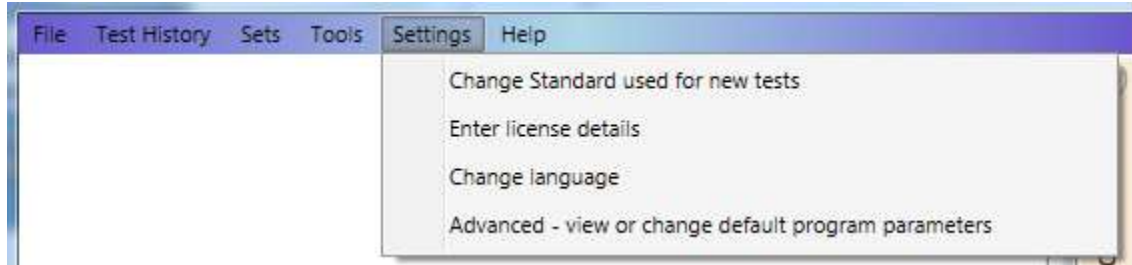 File Test History Sets Tools Settings Help
Change Standard used for new tests
Enter license details
Change language
Advanced - view or change default program parameters